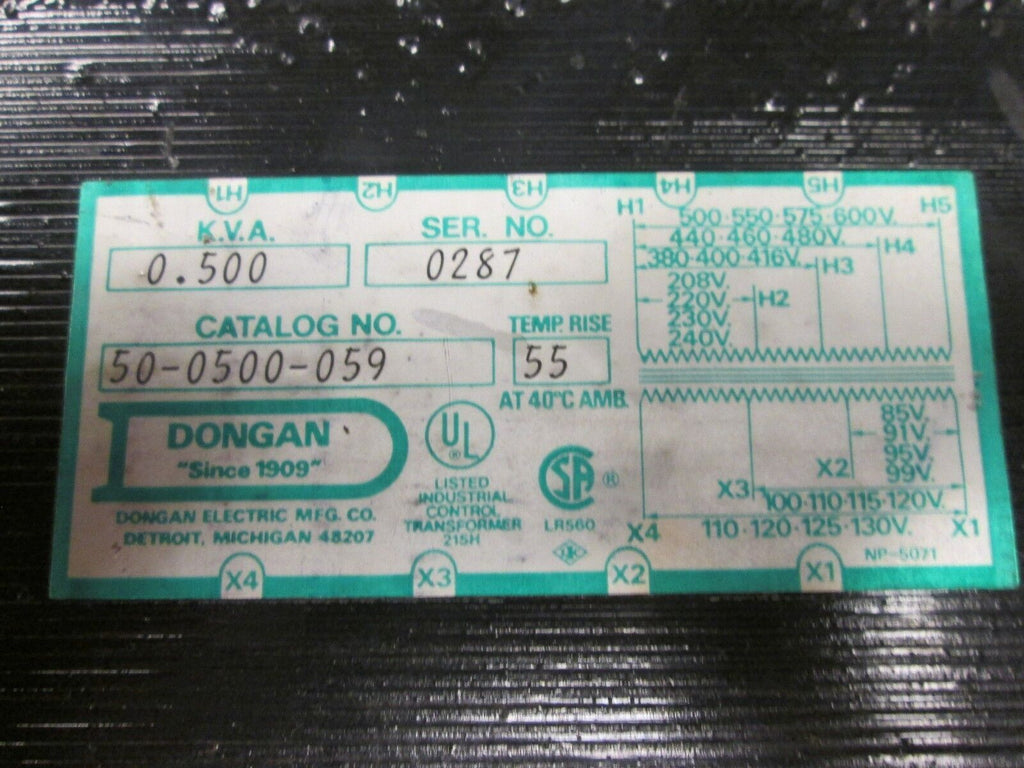 H1 H2 H3 H4 H5
K.V.A. SER. NO.
0.500 0287
CATALOG NO. TEMP. RISE
50-0500-059 55
AT 40°C AMB.
DONGAN
"Since 1909"
DONGAN ELECTRIC MFG. CO.
DETROIT, MICHIGAN 48207
UL ®
LISTED
INDUSTRIAL
CONTROL
TRANSFORMER
215H
SA ®
LR560
H1 500·550·575·600V. H5
440·460·480V. H4
380·400·416V. H3
208V.
220V. H2
230V.
240V.
85V.
91V.
95V.
X2 99V.
X3 100·110·115·120V.
X4 110·120·125·130V. X1
NP-5071
X4 X3 X2 X1